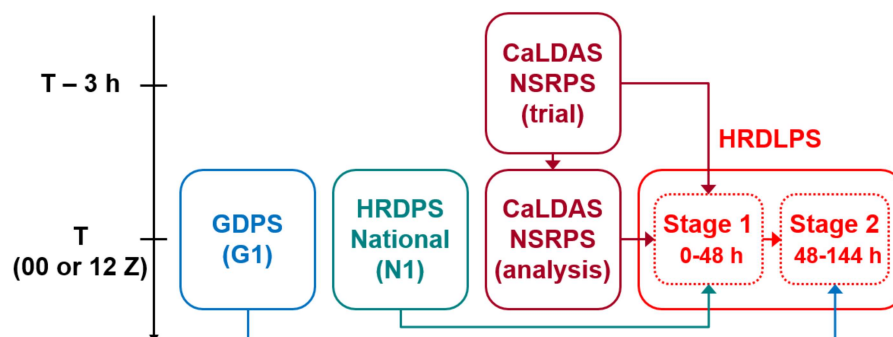 CaLDAS
NSRPS
(trial)
T – 3 h
HRDLPS
GDPS
(G1)
HRDPS
National
(N1)
CaLDAS
NSRPS
(analysis)
Stage 1
0-48 h
Stage 2
48-144 h
T
(00 or 12 Z)